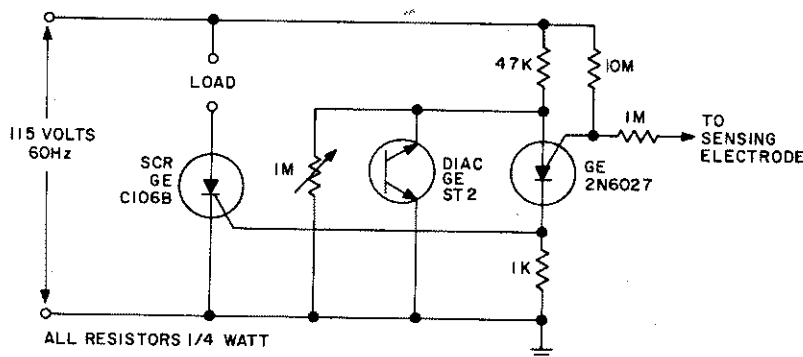 47K
10M
LOAD
1M
TO
SENSING
ELECTRODE
115 VOLTS
60Hz
SCR
GE
C106B
1M
DIAC
GE
ST2
GE
2N6027
1K
ALL RESISTORS 1/4 WATT